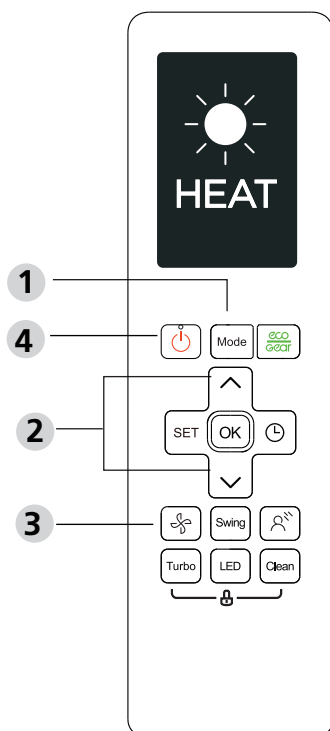 HEAT
1
4
Mode
eco
Gear
2
SET
OK
3
Swing
Turbo
LED
Clean